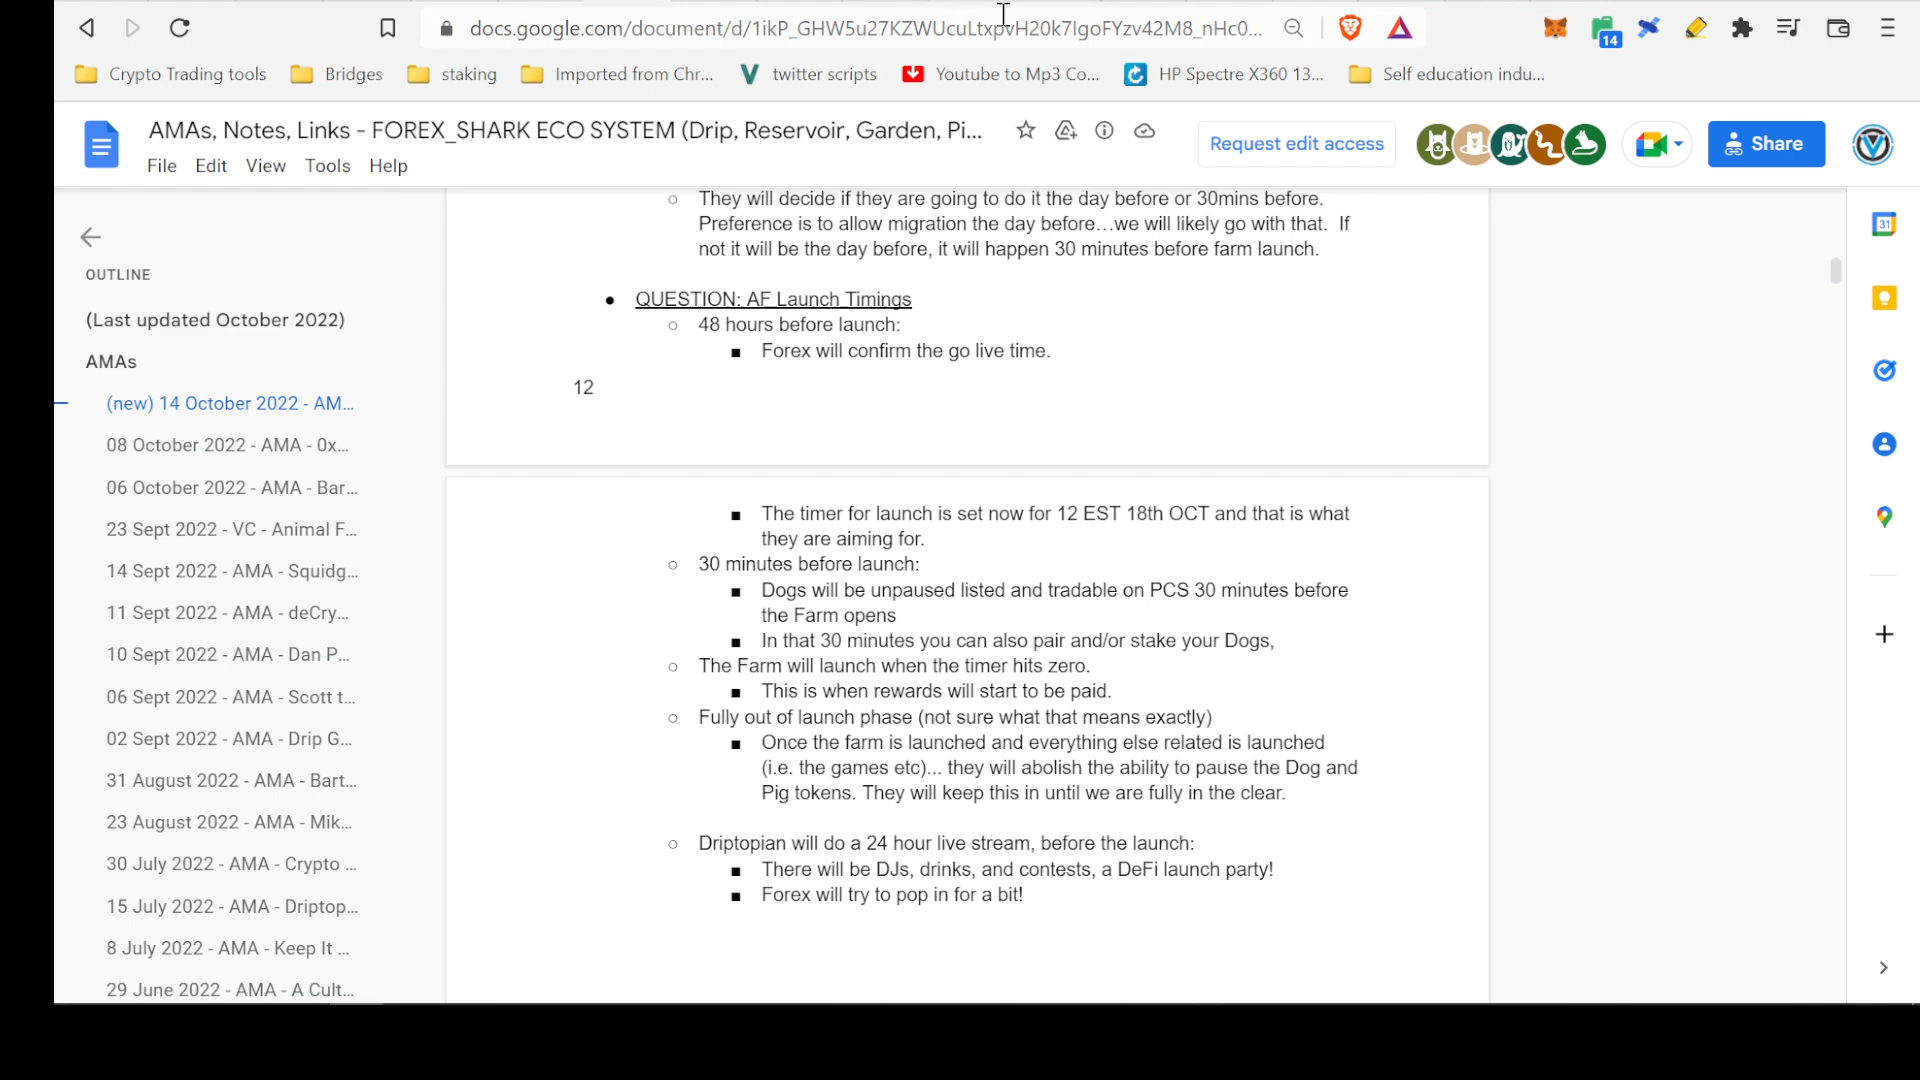 docs.google.com/document/d/1ikP_GHW5u27KZWUcuLtxpvH20k7lgoFYzv42M8_nHc0...
14
Crypto Trading tools
Bridges
staking
Imported from Chr...
twitter scripts
Youtube to Mp3 Co...
HP Spectre X360 13...
Self education indu...
AMAs, Notes, Links - FOREX_SHARK ECO SYSTEM (Drip, Reservoir, Garden, Pi...
File Edit View Tools Help
Request edit access
Share
31
OUTLINE
(Last updated October 2022)
AMAs
(new) 14 October 2022 - AM...
08 October 2022 - AMA - 0x...
06 October 2022 - AMA - Bar...
23 Sept 2022 - VC - Animal F...
14 Sept 2022 - AMA - Squidg...
11 Sept 2022 - AMA - deCry...
10 Sept 2022 - AMA - Dan P...
06 Sept 2022 - AMA - Scott t...
02 Sept 2022 - AMA - Drip G...
31 August 2022 - AMA - Bart...
23 August 2022 - AMA - Mik...
30 July 2022 - AMA - Crypto ...
15 July 2022 - AMA - Driptop...
8 July 2022 - AMA - Keep It ...
29 June 2022 - AMA - A Cult...
They will decide if they are going to do it the day before or 30mins before.
Preference is to allow migration the day before…we will likely go with that. If
not it will be the day before, it will happen 30 minutes before farm launch.
QUESTION: AF Launch Timings
48 hours before launch:
Forex will confirm the go live time.
12
The timer for launch is set now for 12 EST 18th OCT and that is what
they are aiming for.
30 minutes before launch:
Dogs will be unpaused listed and tradable on PCS 30 minutes before
the Farm opens
In that 30 minutes you can also pair and/or stake your Dogs,
The Farm will launch when the timer hits zero.
This is when rewards will start to be paid.
Fully out of launch phase (not sure what that means exactly)
Once the farm is launched and everything else related is launched
(i.e. the games etc)... they will abolish the ability to pause the Dog and
Pig tokens. They will keep this in until we are fully in the clear.
Driptopian will do a 24 hour live stream, before the launch:
There will be DJs, drinks, and contests, a DeFi launch party!
Forex will try to pop in for a bit!